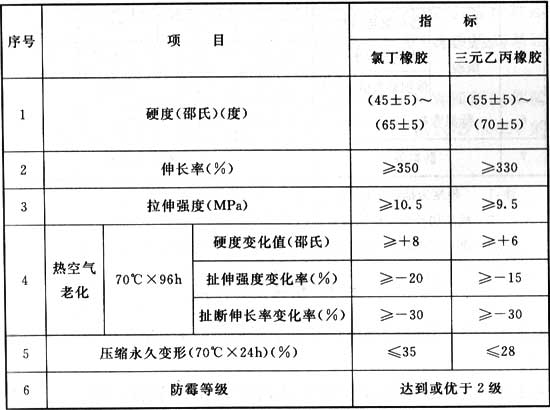 序号 项 目 指 标
氯丁橡胶 三元乙丙橡胶
1 硬度(邵氏)(度) (45±5)~(65±5) (55±5)~(70±5)
2 伸长率(%) ≥350 ≥330
3 拉伸强度(MPa) ≥10.5 ≥9.5
4 热空气老化 70℃×96h 硬度变化值(邵氏) ≥+8 ≥+6
扯伸强度变化率(%) ≥-20 ≥-15
扯断伸长率变化率(%) ≥-30 ≥-30
5 压缩永久变形(70℃×24h)(%) ≤35 ≤28
6 防霉等级 达到或优于2级